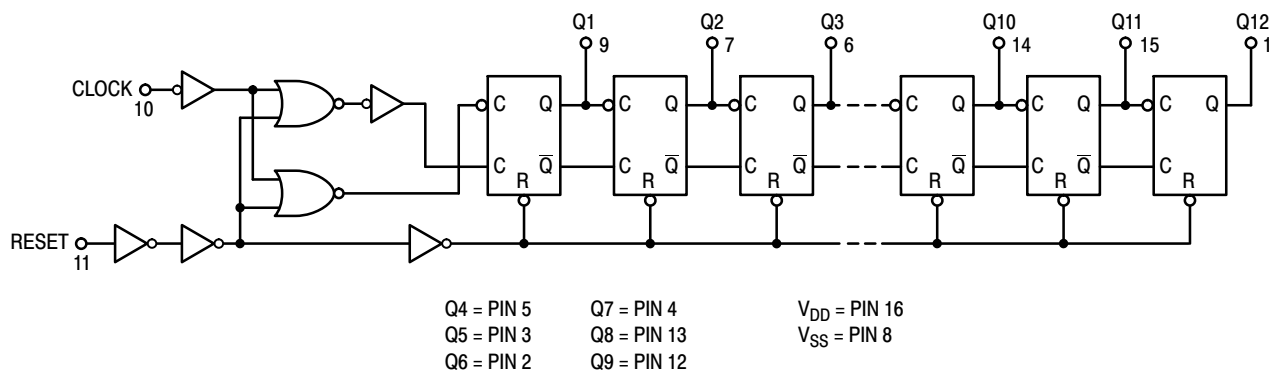 Q1 Q2 Q3 Q10 Q11 Q12
9 7 6 14 15 1
CLOCK
10
C Q C Q C Q C Q C Q C Q
C Q̅ C Q̅ C Q̅ C Q̅ C Q̅ C
R R R R R R
RESET
11
Q4 = PIN 5 Q7 = PIN 4 VDD = PIN 16
Q5 = PIN 3 Q8 = PIN 13 VSS = PIN 8
Q6 = PIN 2 Q9 = PIN 12